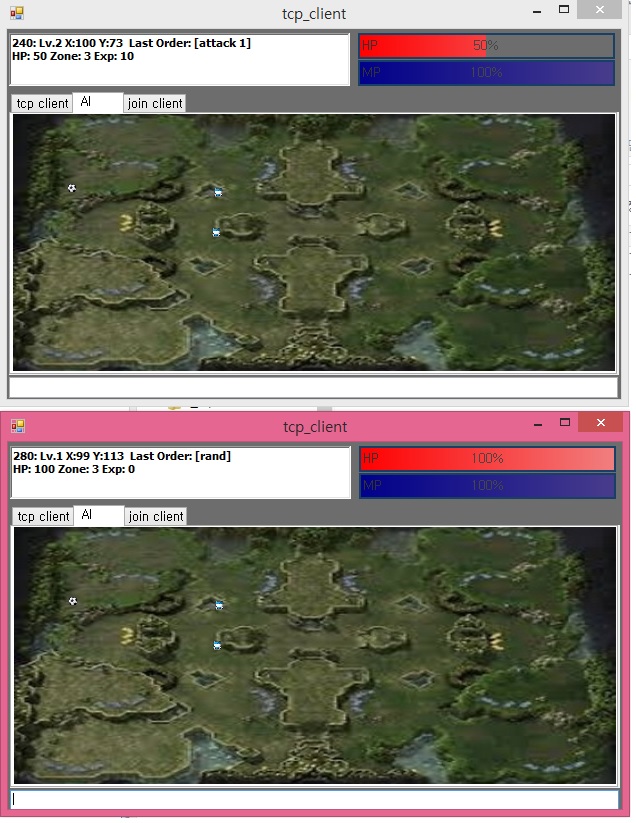 tcp_client
240: Lv.2 X:100 Y:73 Last Order: [attack 1]
HP: 50 Zone: 3 Exp: 10
HP 50%
MP 100%
tcp client AI join client
tcp_client
280: Lv.1 X:99 Y:113 Last Order: [rand]
HP: 100 Zone: 3 Exp: 0
HP 100%
MP 100%
tcp client AI join client